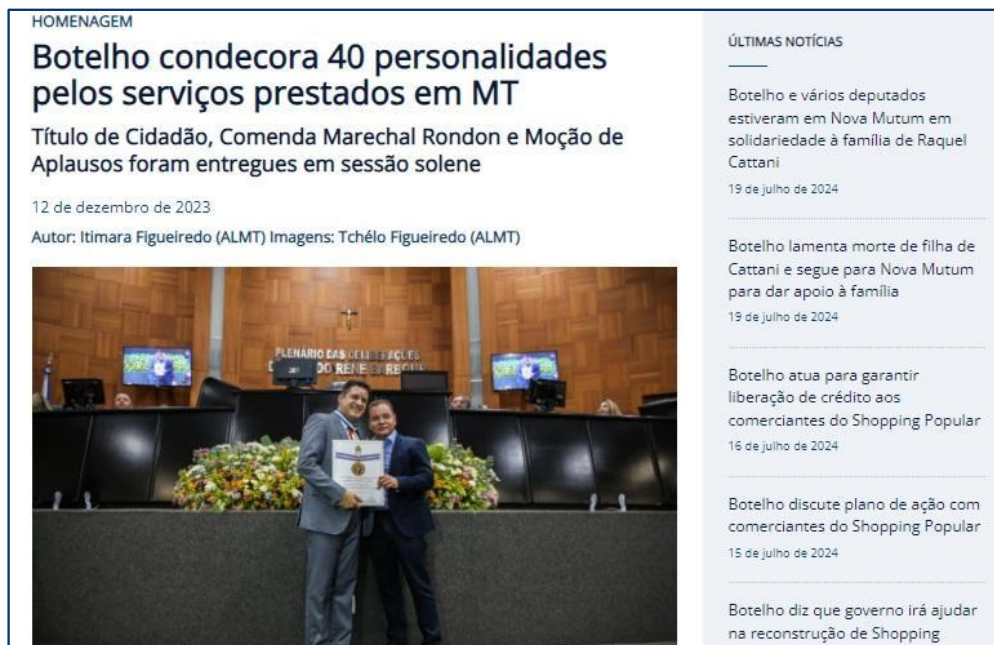 HOMENAGEM
Botelho condecora 40 personalidades
pelos serviços prestados em MT
Título de Cidadão, Comenda Marechal Rondon e Moção de
Aplausos foram entregues em sessão solene
12 de dezembro de 2023
Autor: Itimara Figueiredo (ALMT) Imagens: Tchélo Figueiredo (ALMT)
PLENÁRIO DAS DELIBERAÇÕES
RENE
ÚLTIMAS NOTÍCIAS
Botelho e vários deputados
estiveram em Nova Mutum em
solidariedade à família de Raquel
Cattani
19 de julho de 2024
Botelho lamenta morte de filha de
Cattani e segue para Nova Mutum
para dar apoio à família
19 de julho de 2024
Botelho atua para garantir
liberação de crédito aos
comerciantes do Shopping Popular
16 de julho de 2024
Botelho discute plano de ação com
comerciantes do Shopping Popular
15 de julho de 2024
Botelho diz que governo irá ajudar
na reconstrução de Shopping